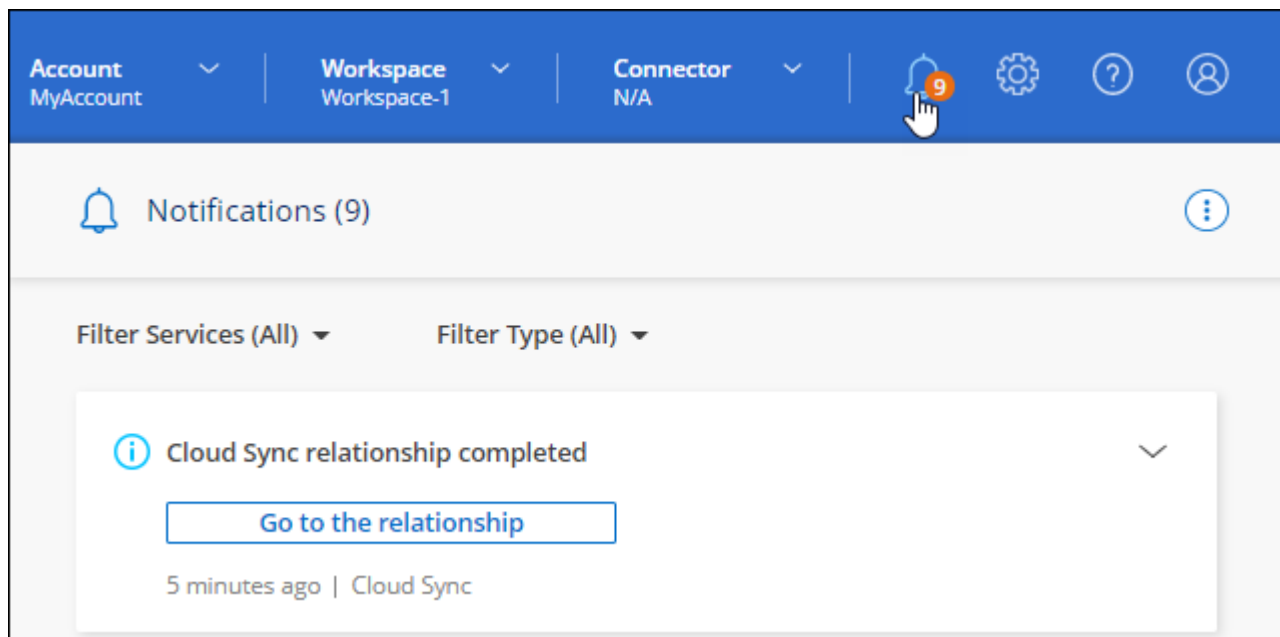 Account
MyAccount
Workspace
Workspace-1
Connector
N/A
9
Notifications (9)
Filter Services (All)
Filter Type (All)
Cloud Sync relationship completed
Go to the relationship
5 minutes ago | Cloud Sync